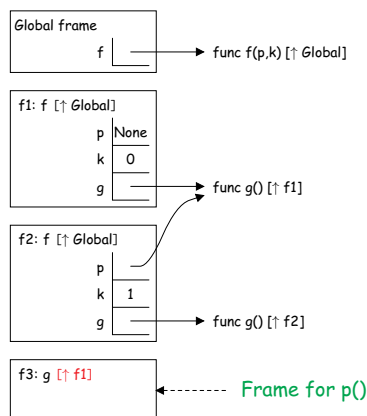 Global frame
f
func f(p,k) [↑ Global]
f1: f [↑ Global]
p None
k 0
g
func g() [↑ f1]
f2: f [↑ Global]
p
k 1
g
func g() [↑ f2]
f3: g [↑ f1]
Frame for p()